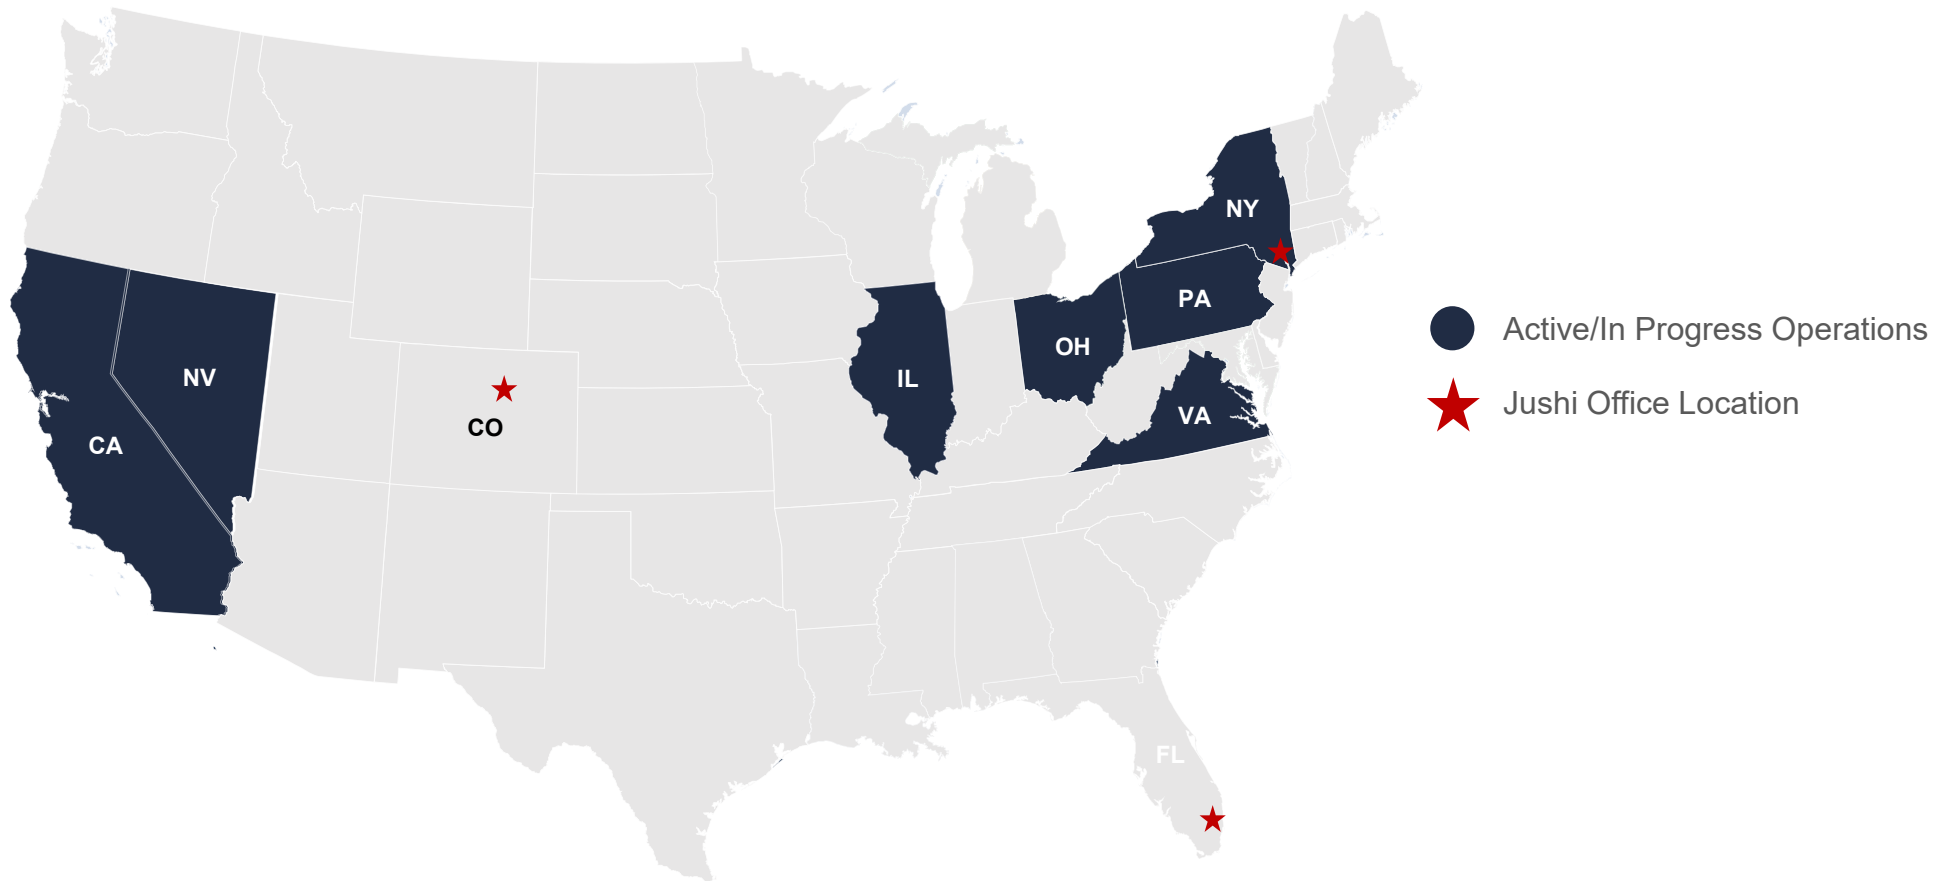 NY
PA
OH
NV
IL
VA
CO
CA
FL
Active/In Progress Operations
Jushi Office Location